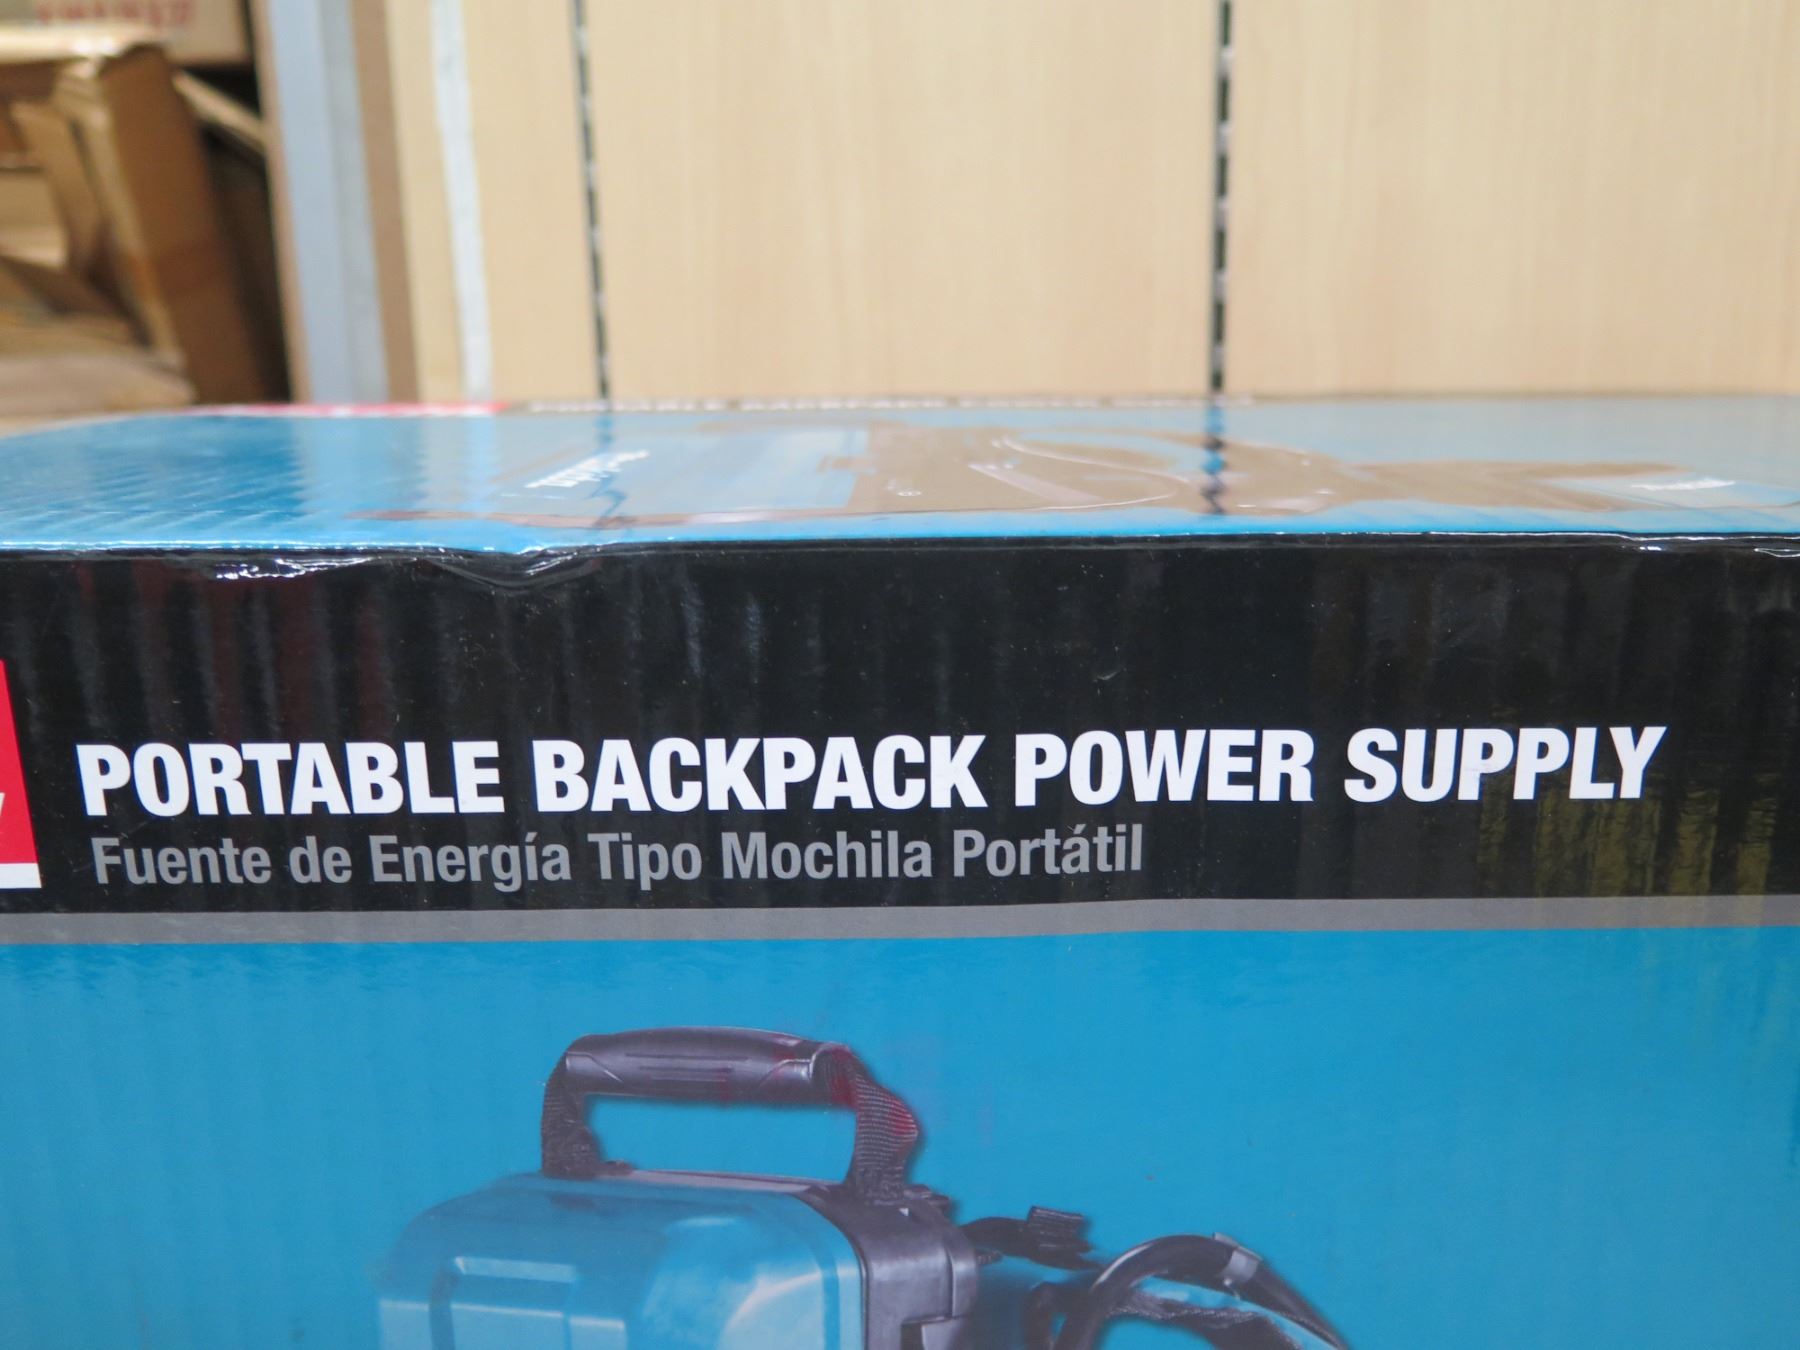 PORTABLE BACKPACK POWER SUPPLY
Fuente de Energía Tipo Mochila Portátil